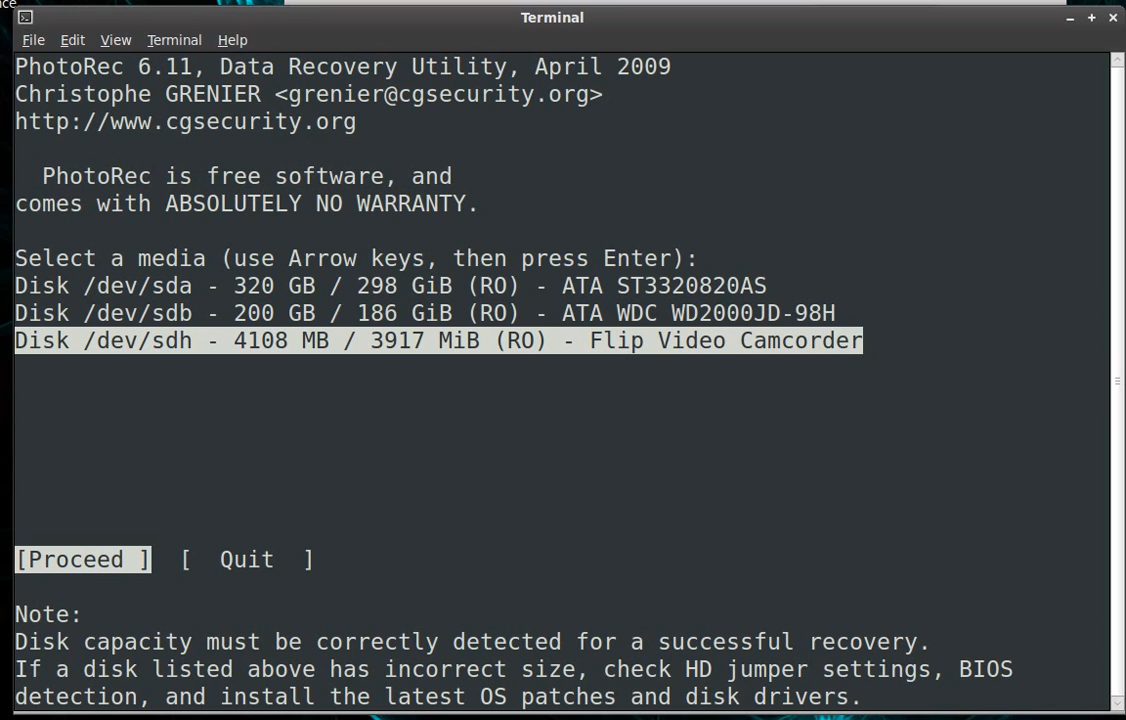 ce
Terminal
File Edit View Terminal Help
PhotoRec 6.11, Data Recovery Utility, April 2009
Christophe GRENIER <grenier@cgsecurity.org>
http://www.cgsecurity.org
PhotoRec is free software, and
comes with ABSOLUTELY NO WARRANTY.
Select a media (use Arrow keys, then press Enter):
Disk /dev/sda - 320 GB / 298 GiB (RO) - ATA ST3320820AS
Disk /dev/sdb - 200 GB / 186 GiB (RO) - ATA WDC WD2000JD-98H
Disk /dev/sdh - 4108 MB / 3917 MiB (RO) - Flip Video Camcorder
[Proceed ] [ Quit ]
Note:
Disk capacity must be correctly detected for a successful recovery.
If a disk listed above has incorrect size, check HD jumper settings, BIOS
detection, and install the latest OS patches and disk drivers.